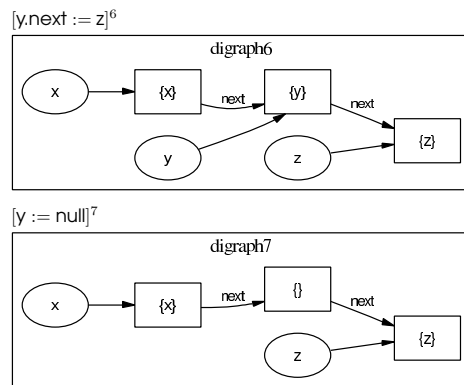 [y.next := z]⁶
digraph6
x
{x}
next
{y}
next
y
z
{z}
[y := null]⁷
digraph7
x
{x}
next
{}
next
z
{z}